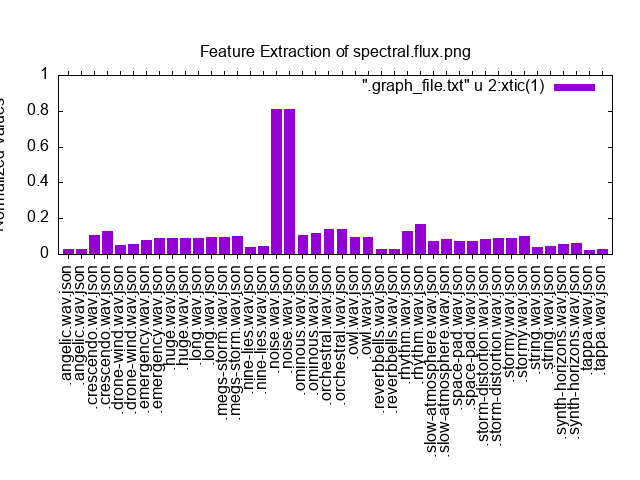 Feature Extraction of spectral.flux.png
".graph_file.txt" u 2:xtic(1)
Normalized Values
1
0.8
0.6
0.4
0.2
0
.angelic.wav.json
.angelic.wav.json
.crescendo.wav.json
.crescendo.wav.json
.drone-wind.wav.json
.drone-wind.wav.json
.emergency.wav.json
.emergency.wav.json
.huge.wav.json
.huge.wav.json
.long.wav.json
.long.wav.json
.megs-storm.wav.json
.megs-storm.wav.json
.nine-lies.wav.json
.nine-lies.wav.json
.noise.wav.json
.noise.wav.json
.ominous.wav.json
.ominous.wav.json
.orchestral.wav.json
.orchestral.wav.json
.owl.wav.json
.owl.wav.json
.reverbbells.wav.json
.reverbbells.wav.json
.rhythm.wav.json
.rhythm.wav.json
.slow-atmosphere.wav.json
.slow-atmosphere.wav.json
.space-pad.wav.json
.space-pad.wav.json
.storm-distortion.wav.json
.storm-distortion.wav.json
.stormy.wav.json
.stormy.wav.json
.string.wav.json
.string.wav.json
.synth-horizons.wav.json
.synth-horizons.wav.json
.tappa.wav.json
.tappa.wav.json